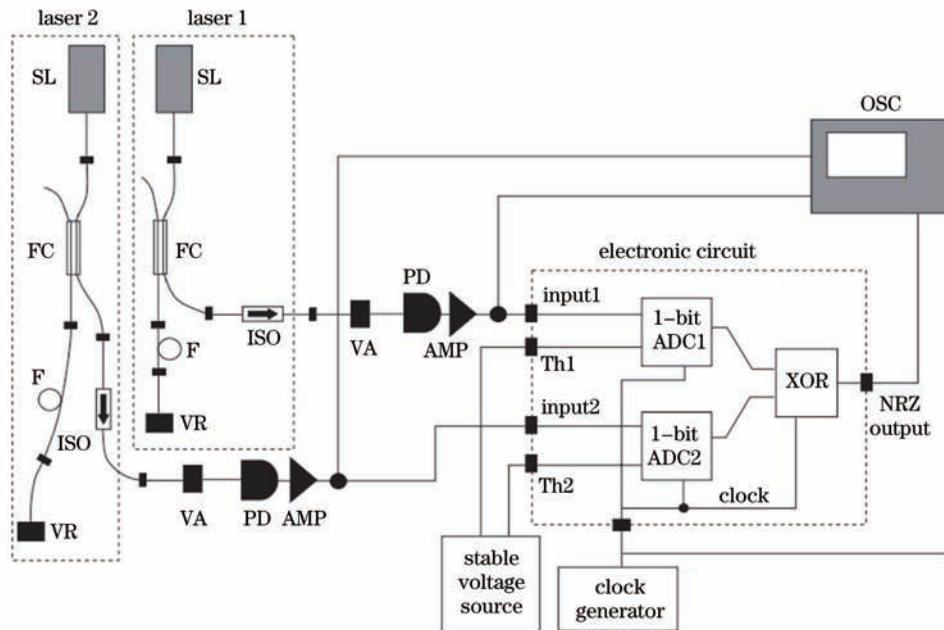 laser 2
laser 1
SL
SL
OSC
FC
FC
electronic circuit
PD
input1
1-bit
ADC1
F
ISO
VA
AMP
Th1
XOR
F
ISO
VR
input2
1-bit
ADC2
NRZ
output
VR
VA
PD
AMP
Th2
clock
stable
voltage
source
clock
generator